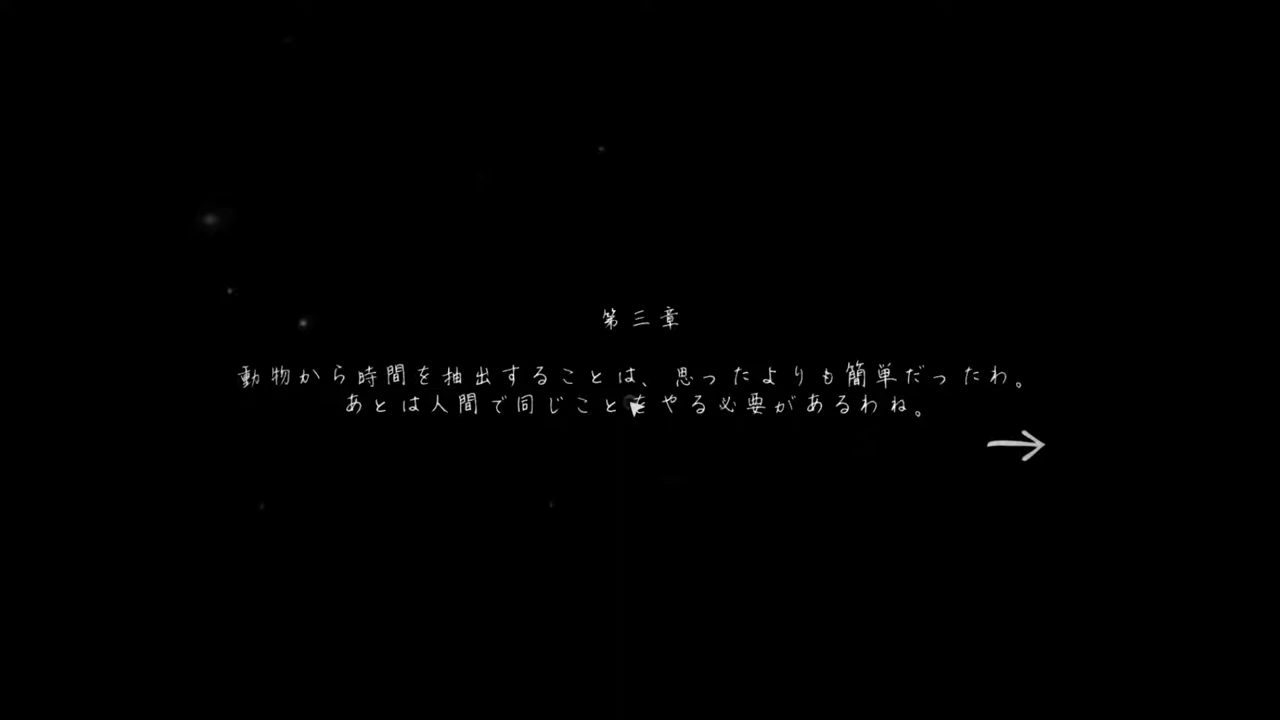 第三章
動物から時間を抽出することは、思ったよりも簡単だったわ。
あとは人間で同じことをやる必要があるわね。